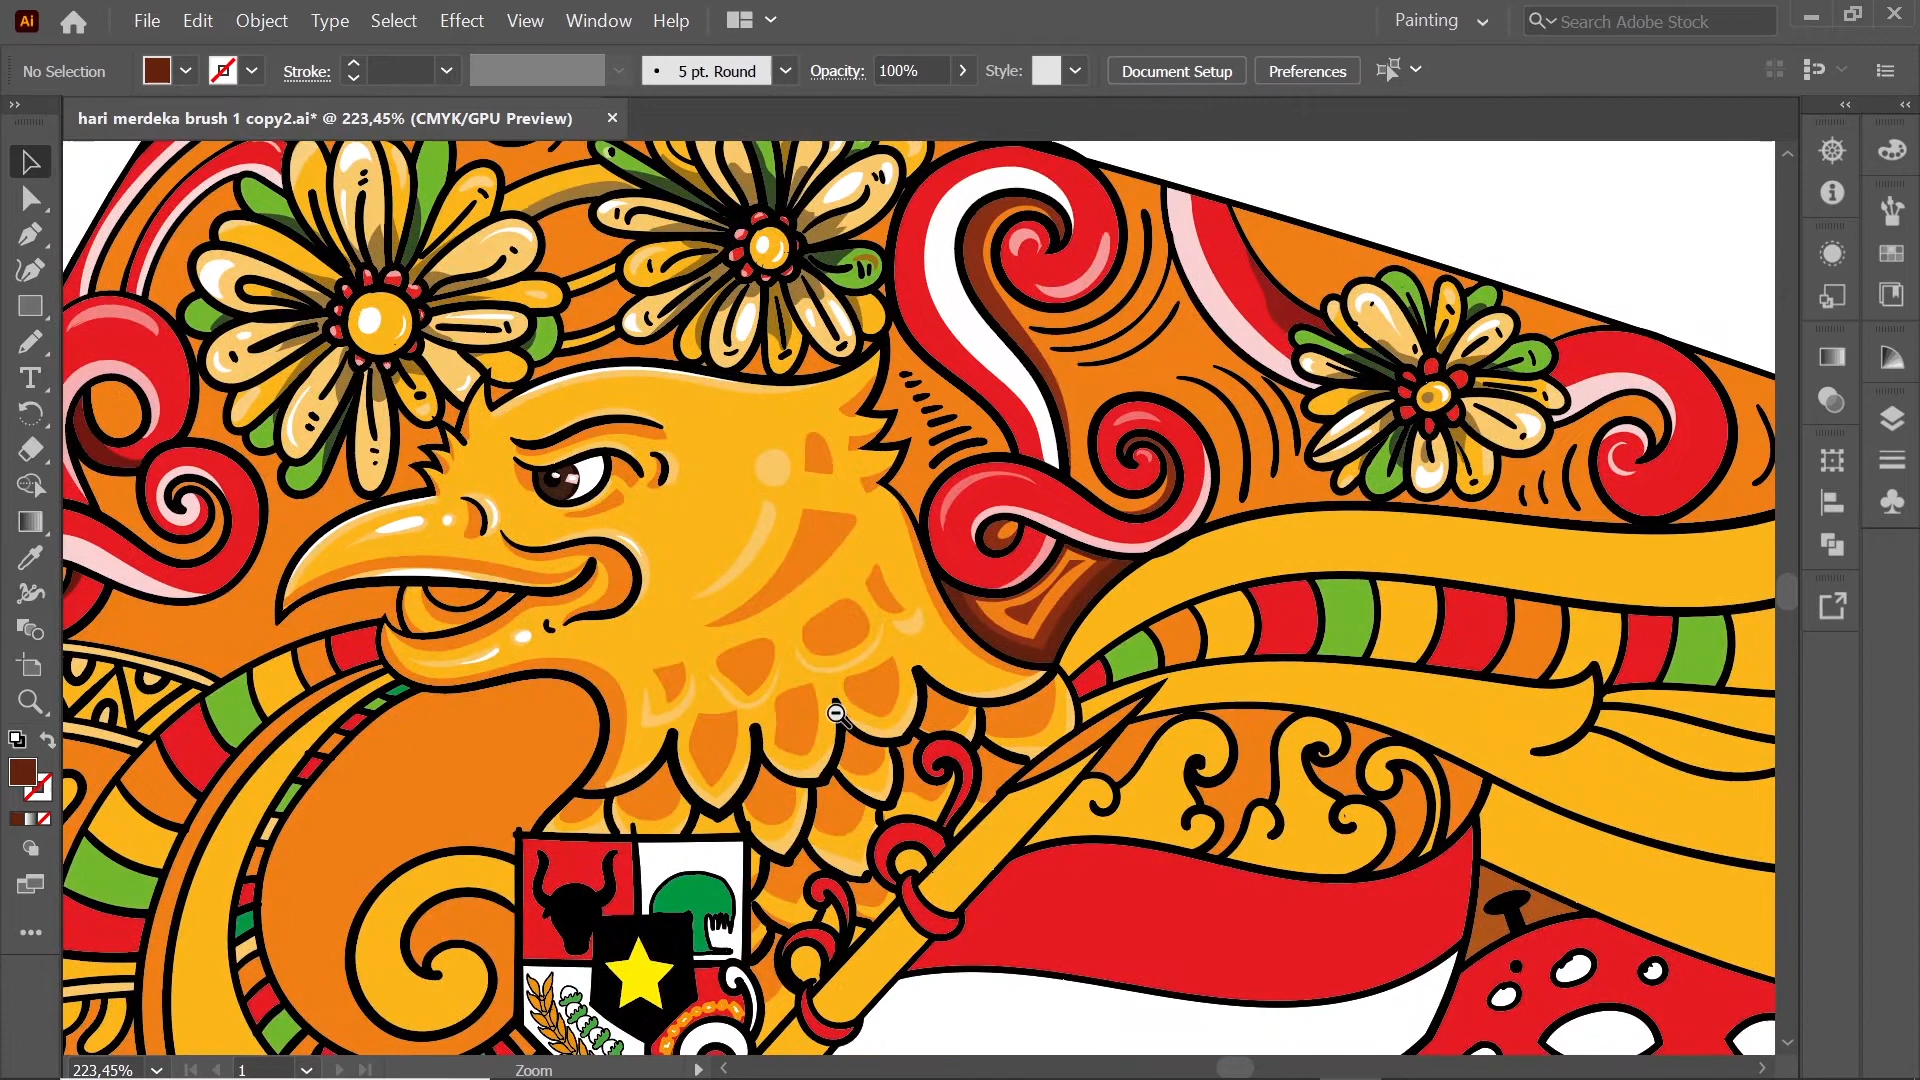 Ai File Edit Object Type Select Effect View Window Help Painting Search Adobe Stock
No Selection Stroke: 5 pt. Round Opacity: 100% Style: Document Setup Preferences
hari merdeka brush 1 copy2.ai* @ 223,45% (CMYK/GPU Preview)
223,45% 1 Zoom